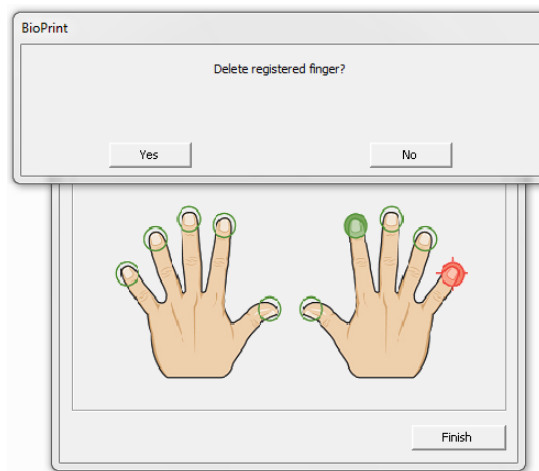 BioPrint
Delete registered finger?
Yes
No
Finish